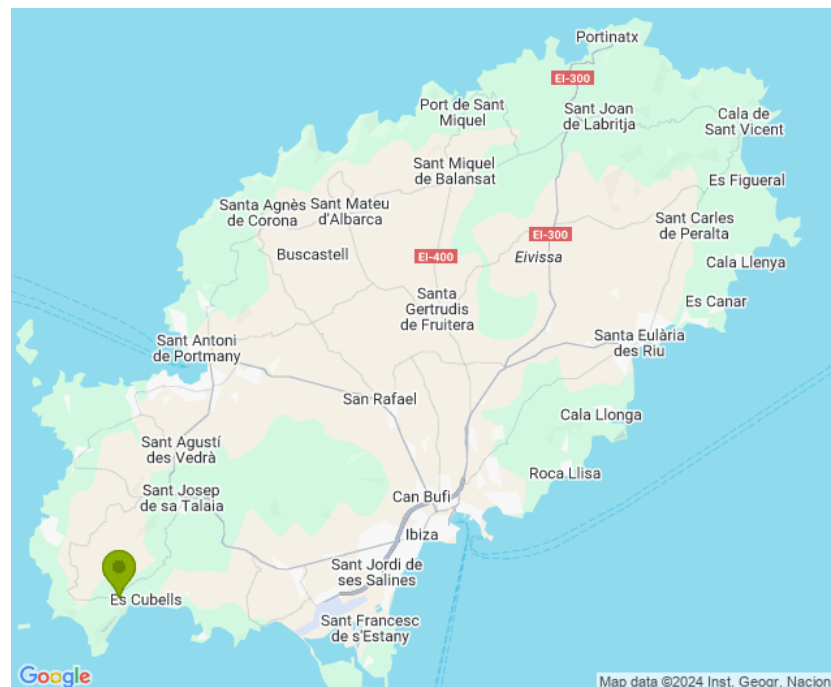 Portinatx
EI-300
Port de Sant
Miquel
Sant Joan
de Labritja
Cala de
Sant Vicent
Sant Miquel
de Balansat
Es Figueral
Santa Agnès
de Corona
Sant Mateu
d'Albarca
Sant Carles
de Peralta
EI-300
Buscastell
EI-400
Eivissa
Cala Llenya
Santa
Gertrudis
de Fruitera
Es Canar
Sant Antoni
de Portmany
Santa Eulària
des Riu
San Rafael
Cala Llonga
Sant Agustí
des Vedrà
Roca Llisa
Sant Josep
de sa Talaia
Can Bufi
Ibiza
Sant Jordi de
ses Salines
Es Cubells
Sant Francesc
de s'Estany
Google
Map data ©2024 Inst. Geogr. Nacion